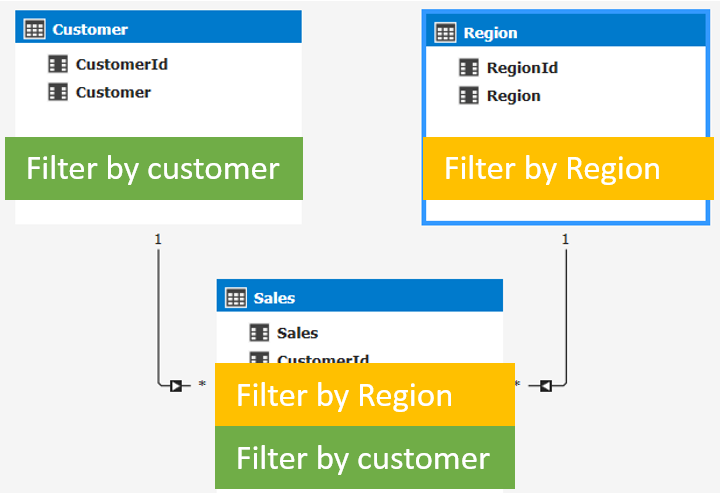 Customer
CustomerId
Customer
Filter by customer
1
Region
RegionId
Region
Filter by Region
1
Sales
Sales
CustomerId
*
*
Filter by Region
Filter by customer